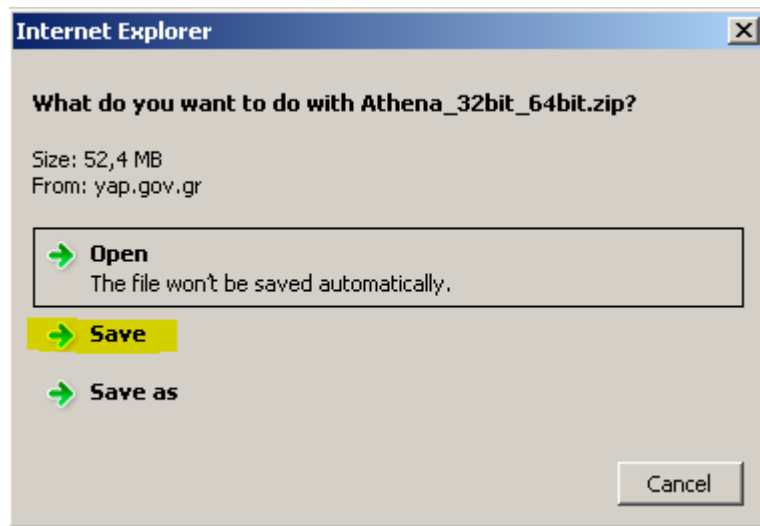 Internet Explorer
What do you want to do with Athena_32bit_64bit.zip?
Size: 52,4 MB
From: yap.gov.gr
Open
The file won't be saved automatically.
Save
Save as
Cancel